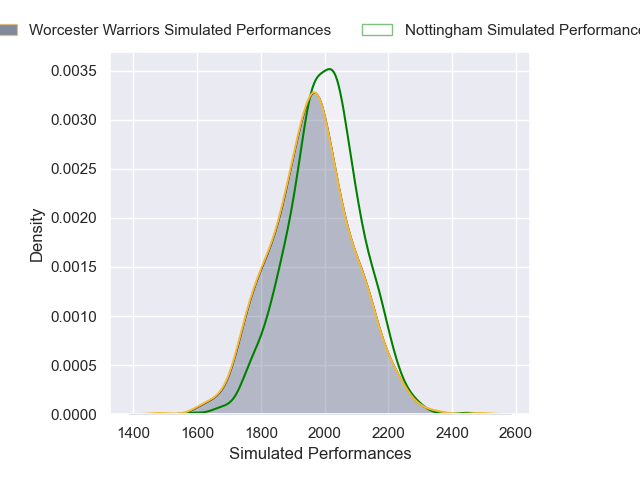 Worcester Warriors Simulated Performances Nottingham Simulated Performance
0.0035
0.0030
0.0025
0.0020
0.0015
0.0010
0.0005
0.0000
Density
1400 1600 1800 2000 2200 2400 2600
Simulated Performances